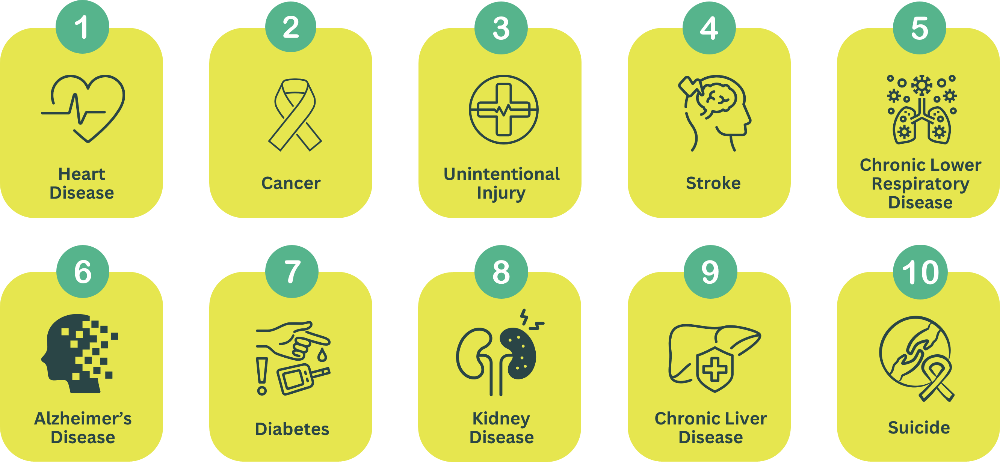 1
Heart
Disease
2
Cancer
3
Unintentional
Injury
4
Stroke
5
Chronic Lower
Respiratory
Disease
6
Alzheimer’s
Disease
7
Diabetes
8
Kidney
Disease
9
Chronic Liver
Disease
10
Suicide